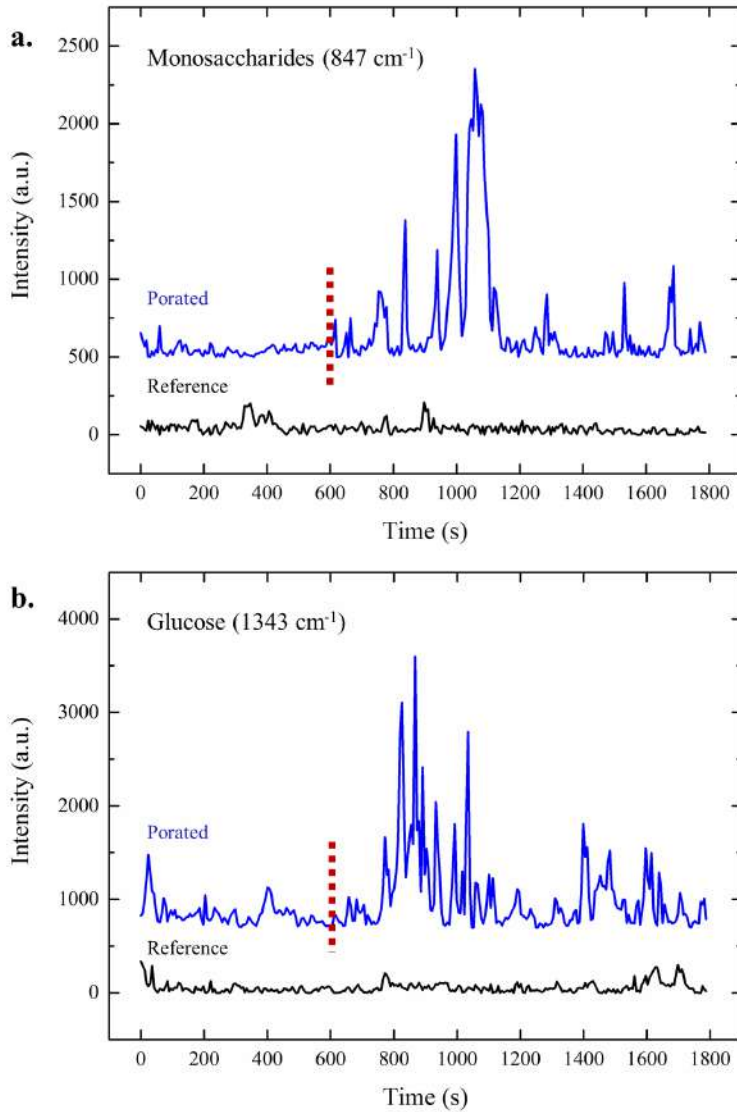 a.
Monosaccharides (847 cm⁻¹)
2500
2000
1500
1000
500
0
Intensity (a.u.)
Porated
Reference
0 200 400 600 800 1000 1200 1400 1600 1800
Time (s)
b.
Glucose (1343 cm⁻¹)
4000
3000
2000
1000
0
Intensity (a.u.)
Porated
Reference
0 200 400 600 800 1000 1200 1400 1600 1800
Time (s)